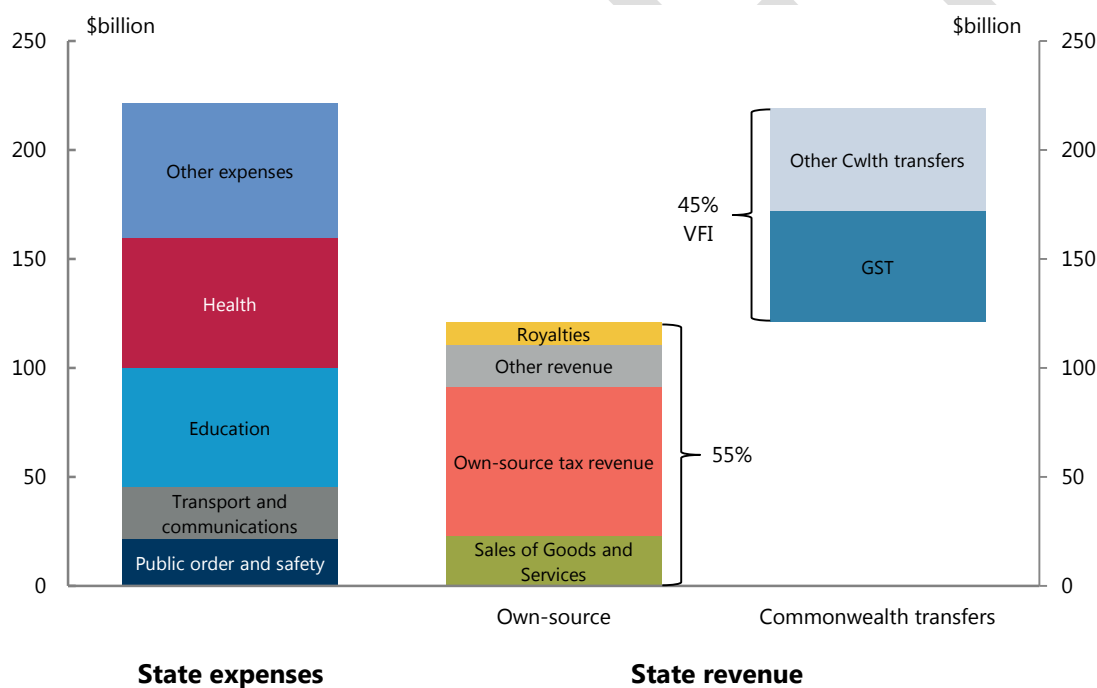 $billion
$billion
250
200
150
100
50
0
Other expenses
Health
Education
Transport and
communications
Public order and safety
Royalties
Other revenue
Own-source tax revenue
Sales of Goods and
Services
55%
45%
VFI
Other Cwlth transfers
GST
250
200
150
100
50
0
Own-source
Commonwealth transfers
State expenses
State revenue